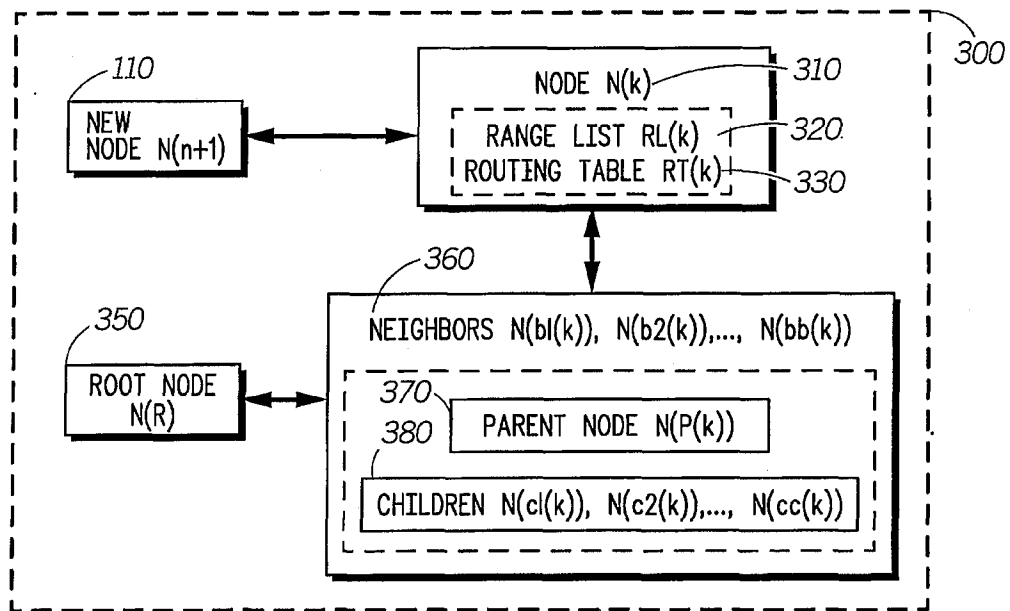 300
110
NEW
NODE N(n+1)
NODE N(k)
310
RANGE LIST RL(k)
320
ROUTING TABLE RT(k)
330
360
NEIGHBORS N(bl(k)), N(b2(k)),..., N(bb(k))
350
ROOT NODE
N(R)
370
PARENT NODE N(P(k))
380
CHILDREN N(cl(k)), N(c2(k)),..., N(cc(k))